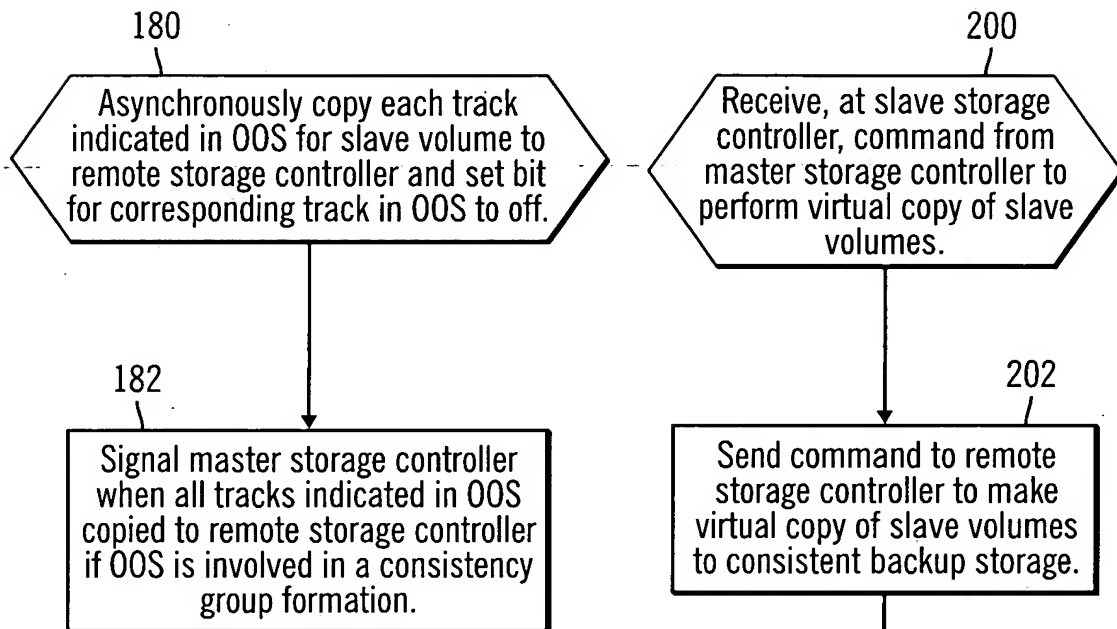 180
Asynchronously copy each track
indicated in OOS for slave volume to
remote storage controller and set bit
for corresponding track in OOS to off.
182
Signal master storage controller
when all tracks indicated in OOS
copied to remote storage controller
if OOS is involved in a consistency
group formation.
200
Receive, at slave storage
controller, command from
master storage controller to
perform virtual copy of slave
volumes.
202
Send command to remote
storage controller to make
virtual copy of slave volumes
to consistent backup storage.